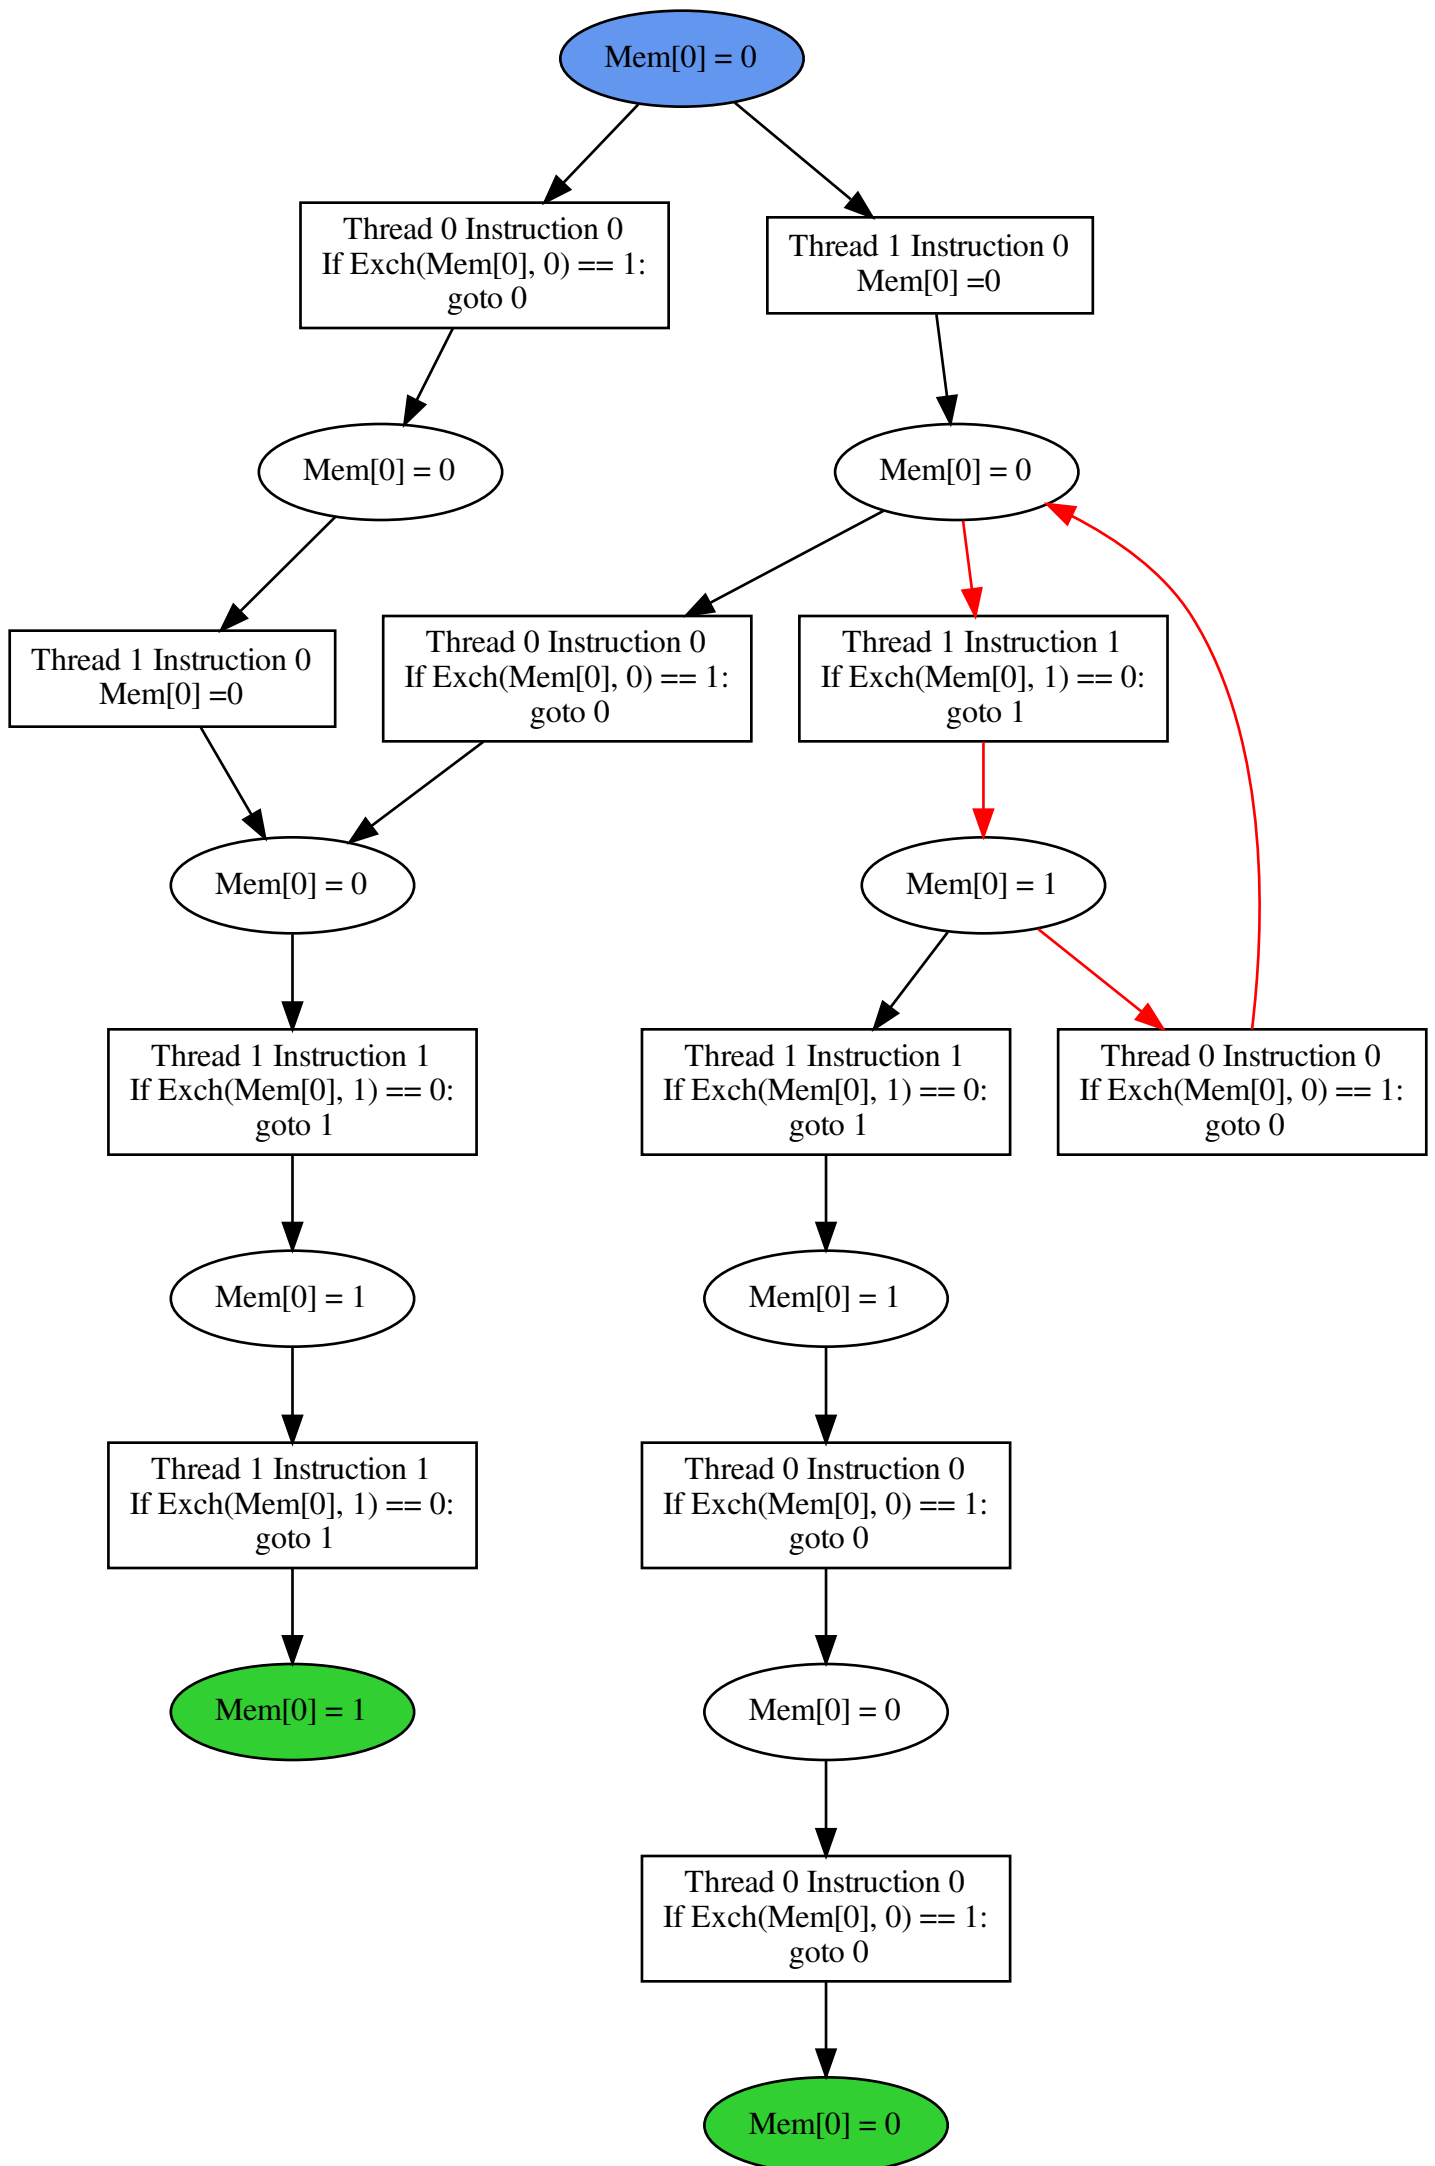 Mem[0] = 0
Thread 0 Instruction 0
If Exch(Mem[0], 0) == 1:
goto 0
Thread 1 Instruction 0
Mem[0] =0
Mem[0] = 0
Mem[0] = 0
Thread 1 Instruction 0
Mem[0] =0
Thread 0 Instruction 0
If Exch(Mem[0], 0) == 1:
goto 0
Thread 1 Instruction 1
If Exch(Mem[0], 1) == 0:
goto 1
Mem[0] = 0
Mem[0] = 1
Thread 1 Instruction 1
If Exch(Mem[0], 1) == 0:
goto 1
Thread 1 Instruction 1
If Exch(Mem[0], 1) == 0:
goto 1
Thread 0 Instruction 0
If Exch(Mem[0], 0) == 1:
goto 0
Mem[0] = 1
Mem[0] = 1
Thread 1 Instruction 1
If Exch(Mem[0], 1) == 0:
goto 1
Thread 0 Instruction 0
If Exch(Mem[0], 0) == 1:
goto 0
Mem[0] = 1
Mem[0] = 0
Thread 0 Instruction 0
If Exch(Mem[0], 0) == 1:
goto 0
Mem[0] = 0